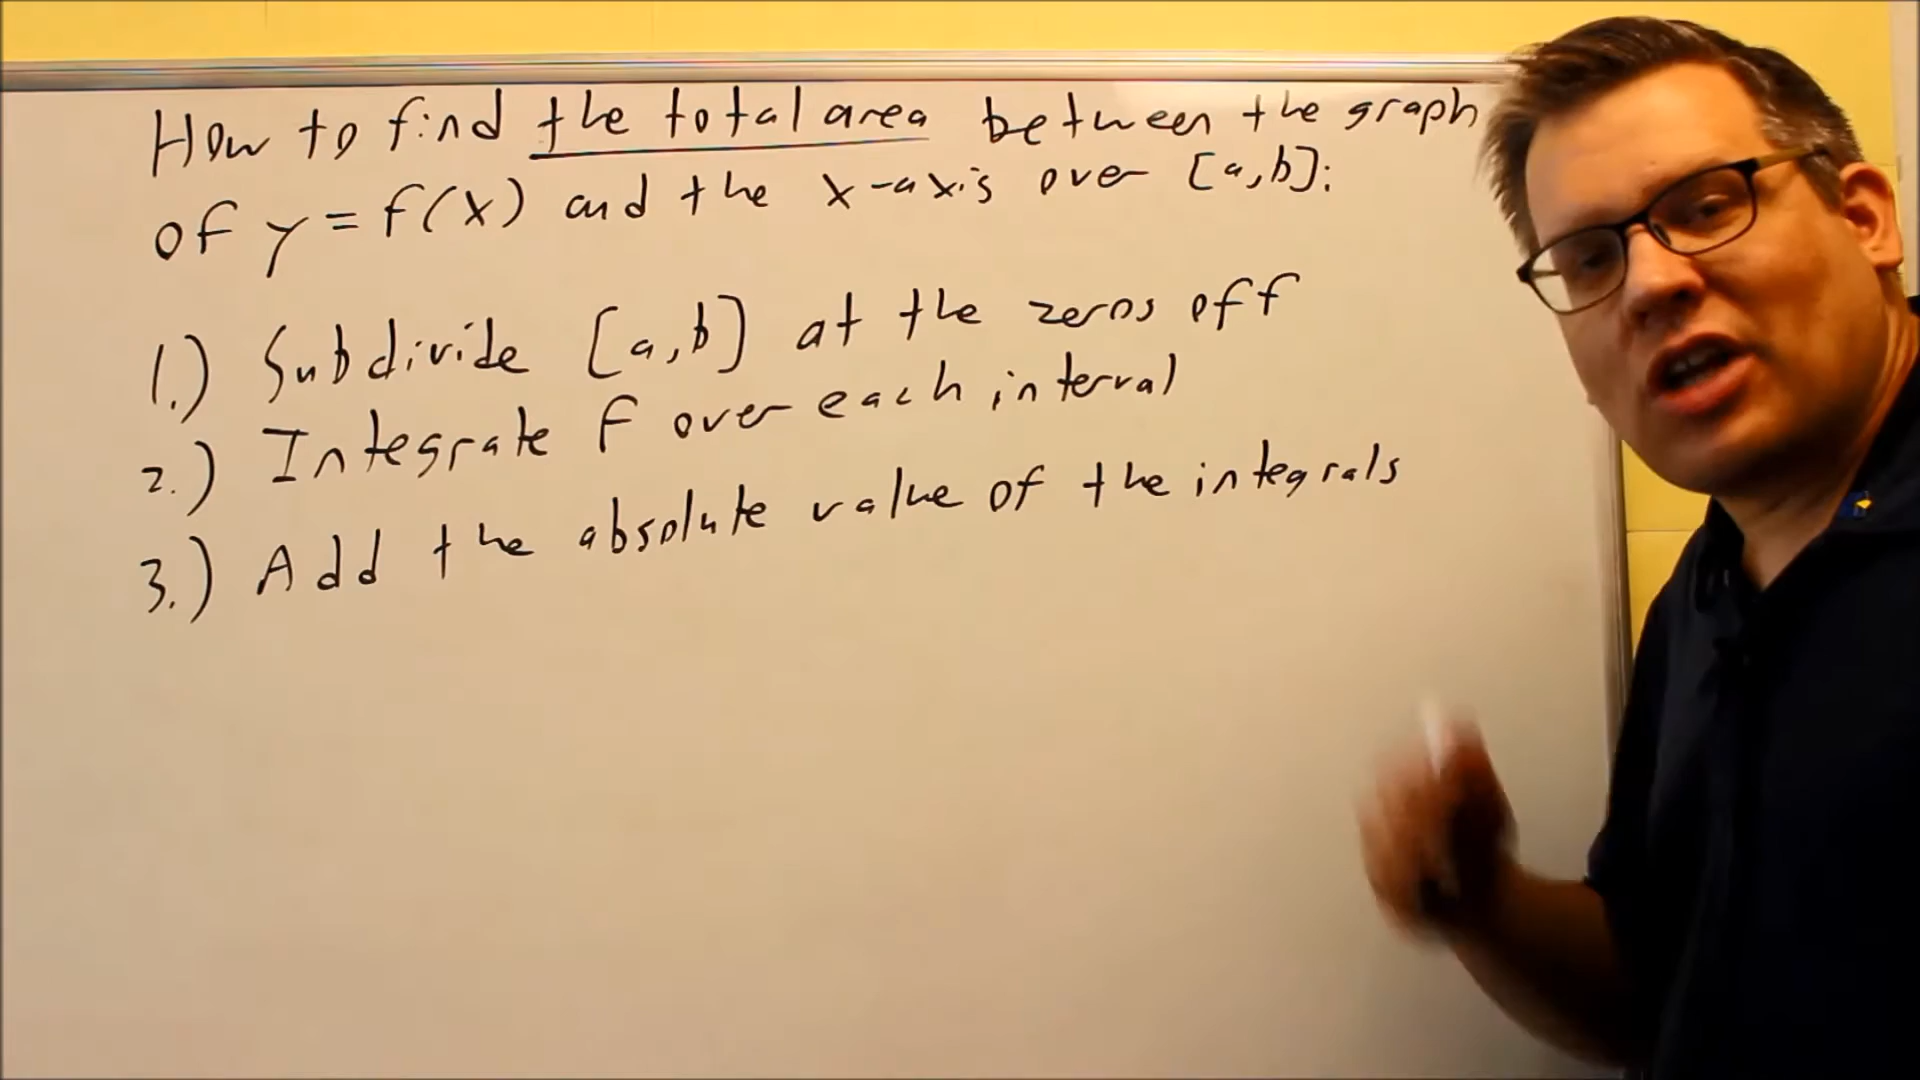 How to find the total area between the graph
of y = f(x) and the x-axis over [a,b]:
1.) Subdivide [a,b] at the zeros of f
2.) Integrate f over each interval
3.) Add the absolute value of the integrals